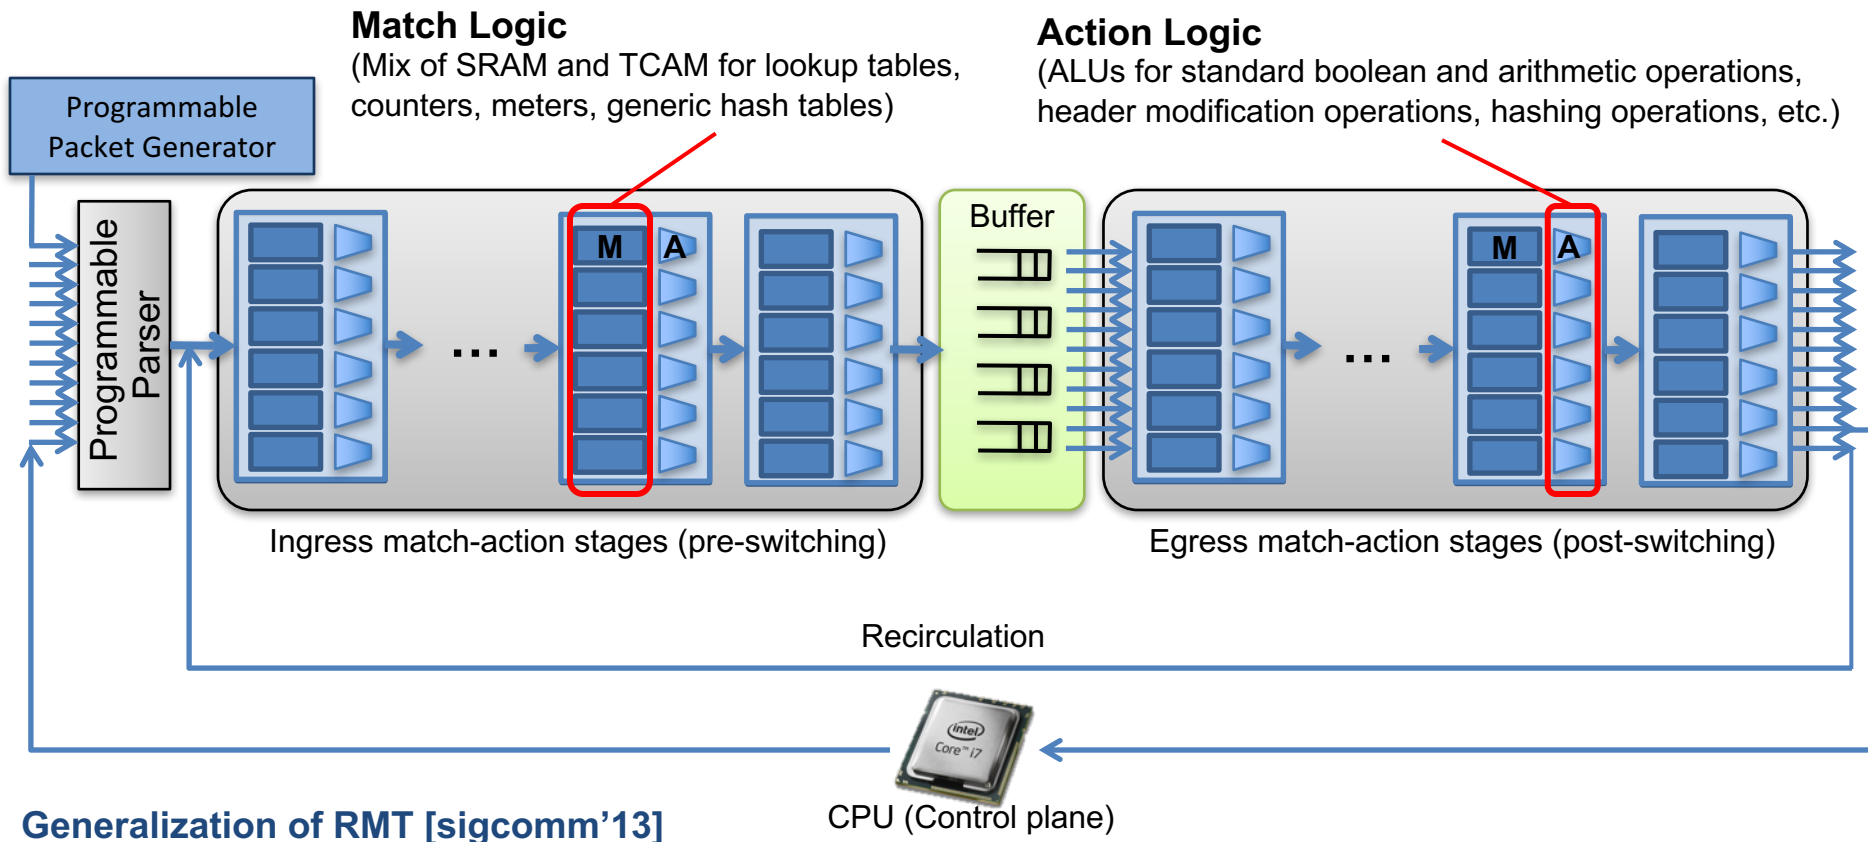 Match Logic
(Mix of SRAM and TCAM for lookup tables,
counters, meters, generic hash tables)
Action Logic
(ALUs for standard boolean and arithmetic operations,
header modification operations, hashing operations, etc.)
Programmable
Packet Generator
Programmable
Parser
M A
...
Buffer
M A
...
Ingress match-action stages (pre-switching)
Egress match-action stages (post-switching)
Recirculation
intel
Core™ i7
CPU (Control plane)
Generalization of RMT [sigcomm’13]